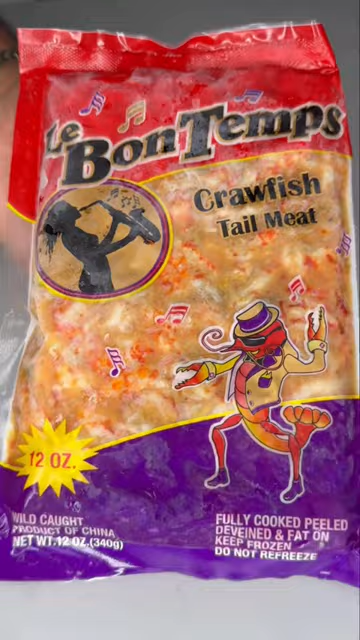 Le
Bon Temps
Crawfish
Tail Meat
12 OZ.
WILD CAUGHT
PRODUCT OF CHINA
NET WT.12 OZ.(340g)
FULLY COOKED PEELED
DEVEINED & FAT ON
KEEP FROZEN
DO NOT REFREEZE